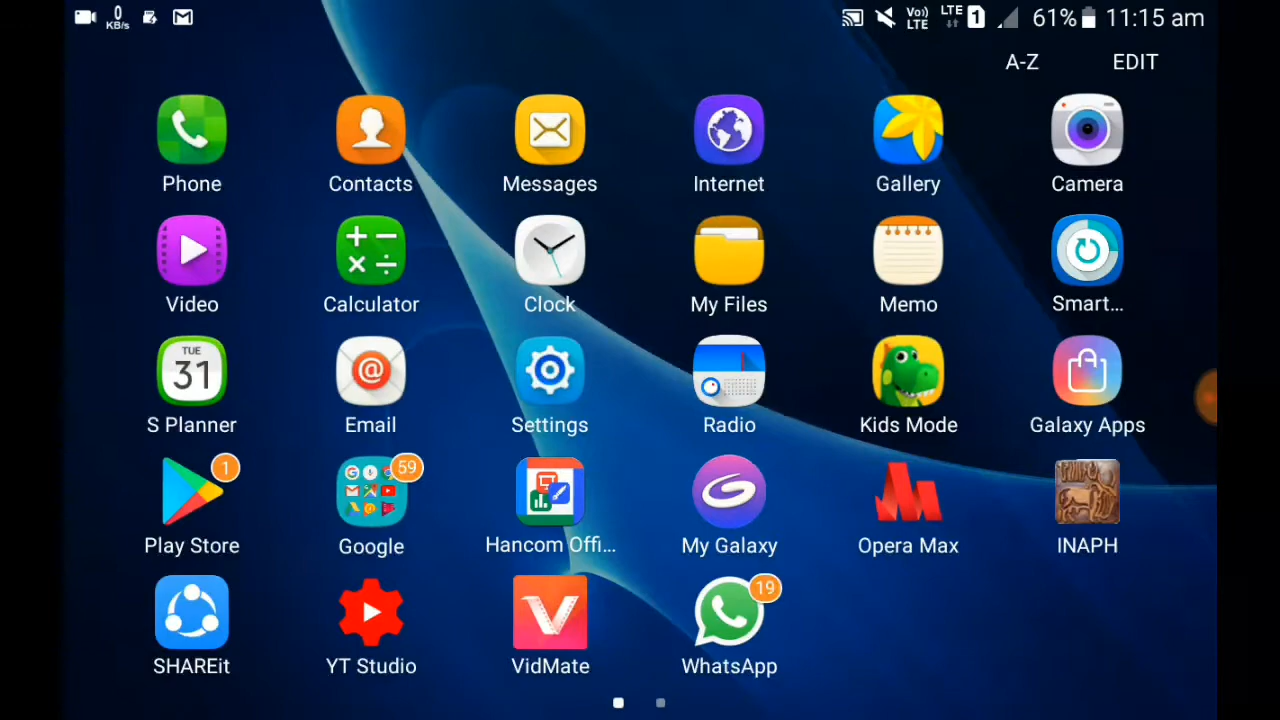 0 KB/s Vo)) LTE LTE 1 61% 11:15 am
A-Z EDIT
Phone Contacts Messages Internet Gallery Camera
Video Calculator Clock My Files Memo Smart...
TUE
31
S Planner Email Settings Radio Kids Mode Galaxy Apps
1 59
Play Store Google Hancom Offi... My Galaxy Opera Max INAPH
19
SHAREit YT Studio VidMate WhatsApp